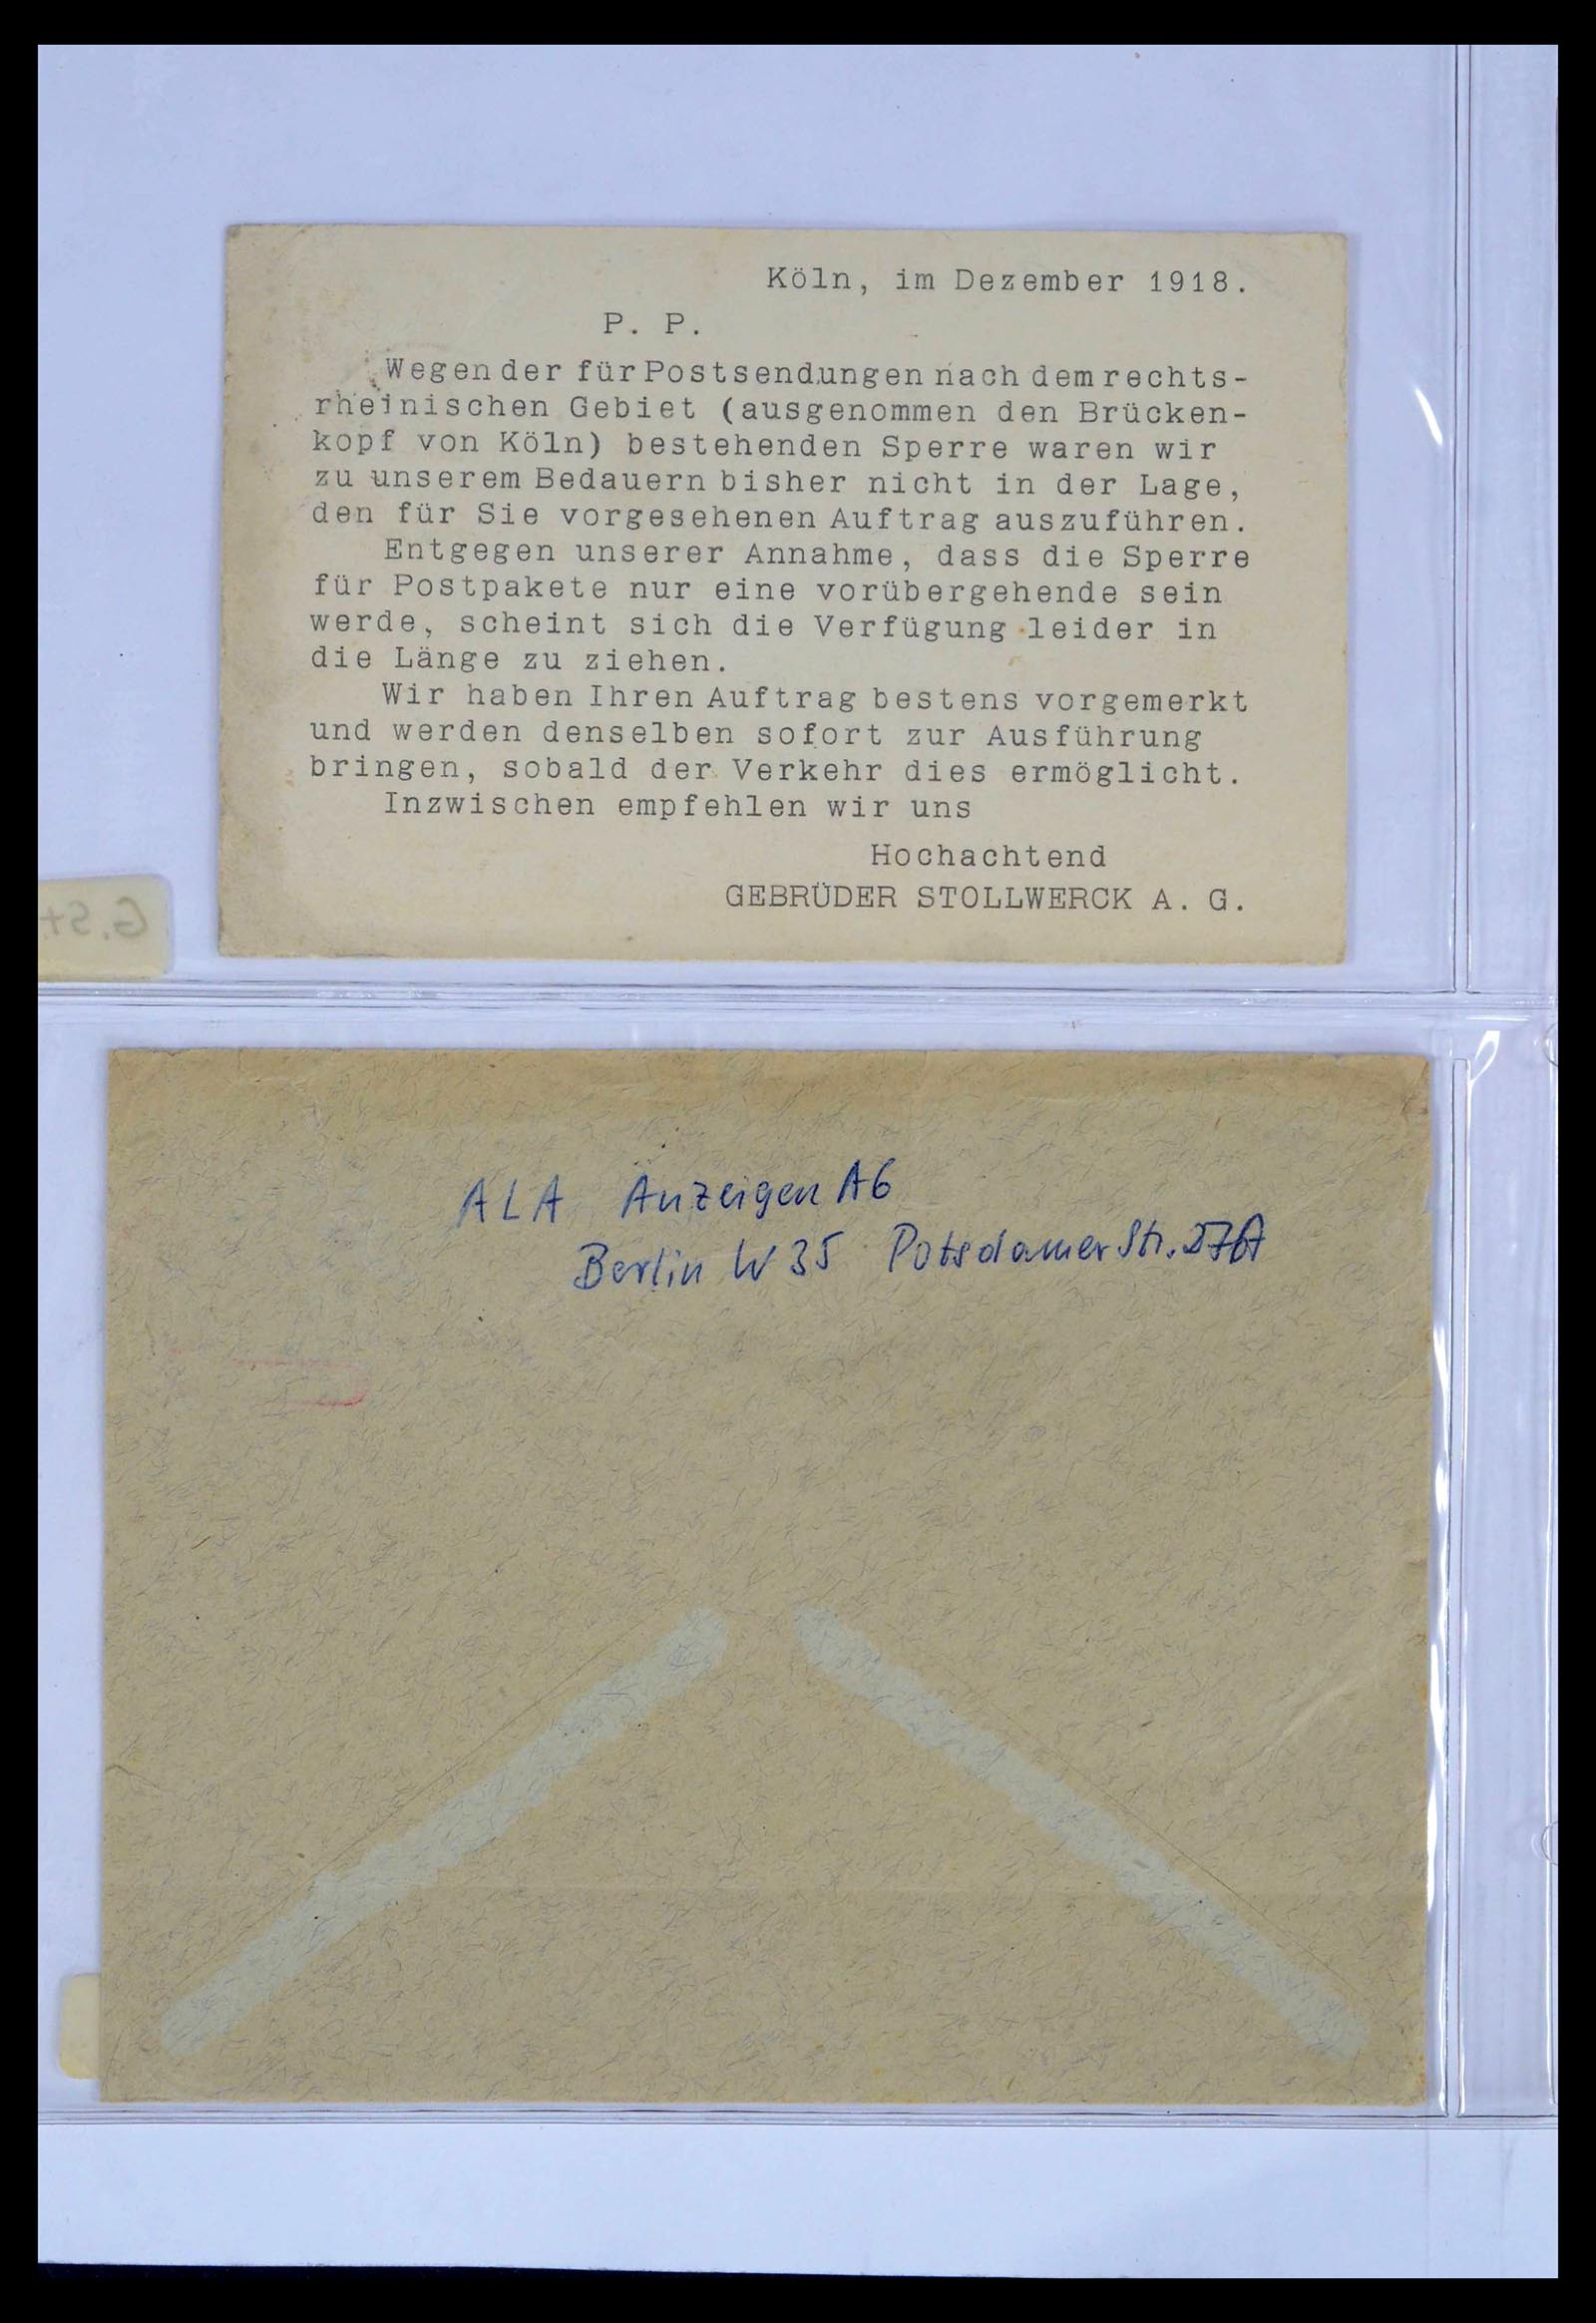 Köln, im Dezember 1918.
P. P.
Wegen der für Postsendungen nach dem rechts-
rheinischen Gebiet (ausgenommen den Brücken-
kopf von Köln) bestehenden Sperre waren wir
zu unserem Bedauern bisher nicht in der Lage,
den für Sie vorgesehenen Auftrag auszuführen.
Entgegen unserer Annahme, dass die Sperre
für Postpakete nur eine vorübergehende sein
werde, scheint sich die Verfügung leider in
die Länge zu ziehen.
Wir haben Ihren Auftrag bestens vorgemerkt
und werden denselben sofort zur Ausführung
bringen, sobald der Verkehr dies ermöglicht.
Inzwischen empfehlen wir uns
Hochachtend
GEBRÜDER STOLLWERCK A. G.
G.St
ALA Anzeigen AG
Berlin W 35 Potsdamer Str.